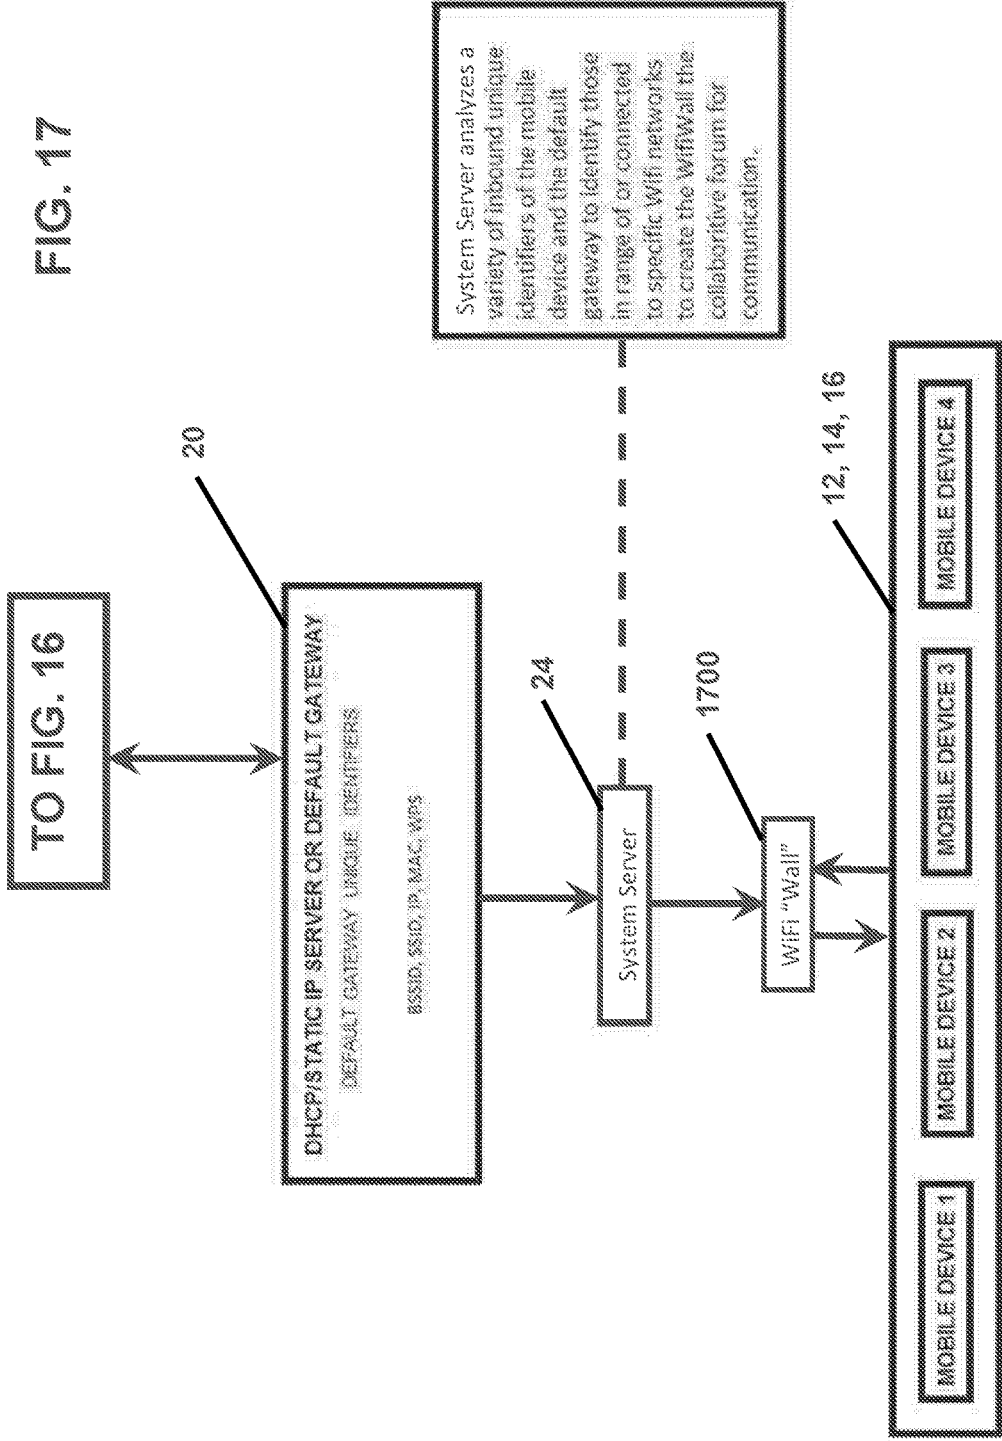 FIG. 17
TO FIG. 16
20
DHCP/STATIC IP SERVER OR DEFAULT GATEWAY
DEFAULT GATEWAY UNIQUE IDENTIFERS
BSSID, SSID, IP, MAC, WPS
24
System Server
System Server analyzes a
variety of inbound unique
identifiers of the mobile
device and the default
gateway to identify those
in range of or connected
to specific Wifi networks
to create the WifiWall the
collaboritive forum for
communication.
1700
WiFi "Wall"
12, 14, 16
MOBILE DEVICE 1
MOBILE DEVICE 2
MOBILE DEVICE 3
MOBILE DEVICE 4